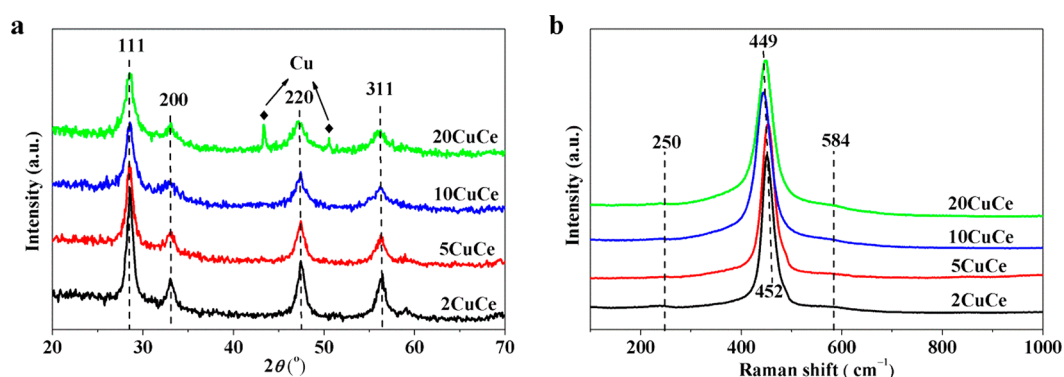 a
111
200
Cu
220
311
20CuCe
10CuCe
5CuCe
2CuCe
Intensity (a.u.)
20 30 40 50 60 70
2θ (°)
b
449
250
584
20CuCe
10CuCe
5CuCe
452
2CuCe
Intensity (a.u.)
200 400 600 800 1000
Raman shift ( cm⁻¹)